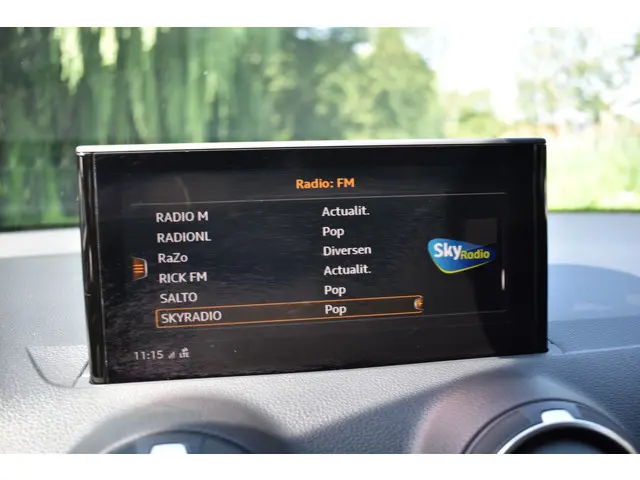 Radio: FM
RADIO M Actualit.
RADIONL Pop
RaZo Diversen
RICK FM Actualit.
SALTO Pop
SKYRADIO Pop
Sky Radio
11:15 LTE